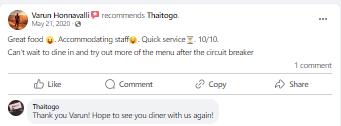 Varun Honnavalli recommends Thaitogo.
May 21, 2020 ·
Great food 😋. Accommodating staff😄. Quick service⏳. 10/10.
Can't wait to dine in and try out more of the menu after the circuit breaker
1 comment
Like Comment Copy Share
Thaitogo
Thank you Varun! Hope to see you diner with us again!